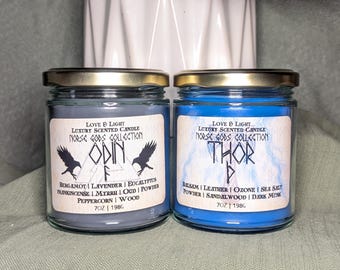 Love & Light
Luxury Scented Candle
Norse Gods Collection
ODIN
ᚨ
Bergamot | Lavender | Eucalyptus
Frankincense | Myrrh | Oud | Powder
Peppercorn | Wood
7oz | 198g
Love & Light
Luxury Scented Candle
Norse Gods Collection
THOR
ᚦ
Balsam | Leather | Ozone | Sea Salt
Powder | Sandalwood | Dark Musk
7oz | 198g